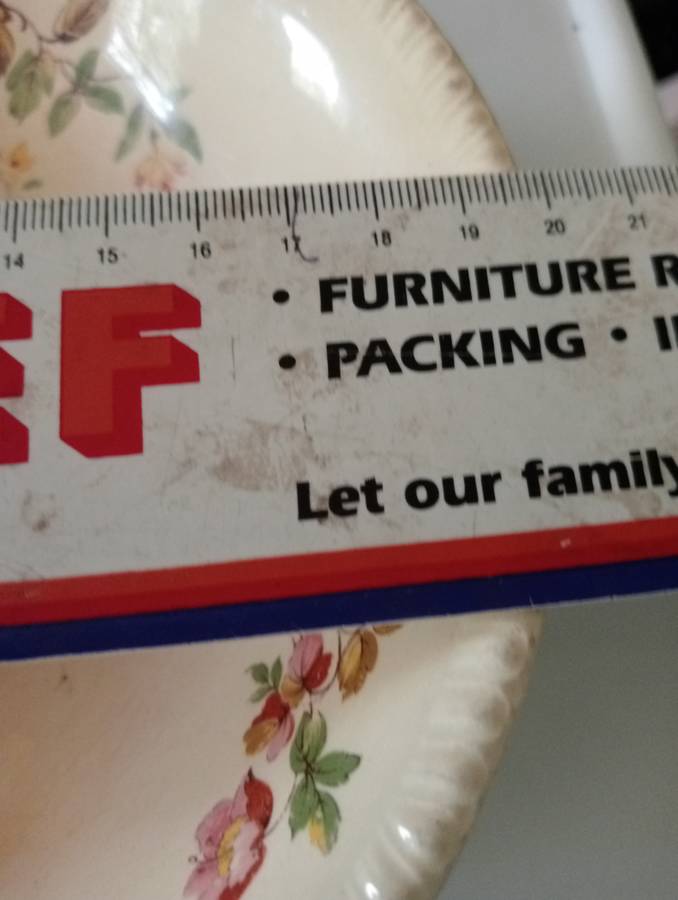 14 15 16 17 18 19 20 21
EF • FURNITURE R
• PACKING •
Let our family